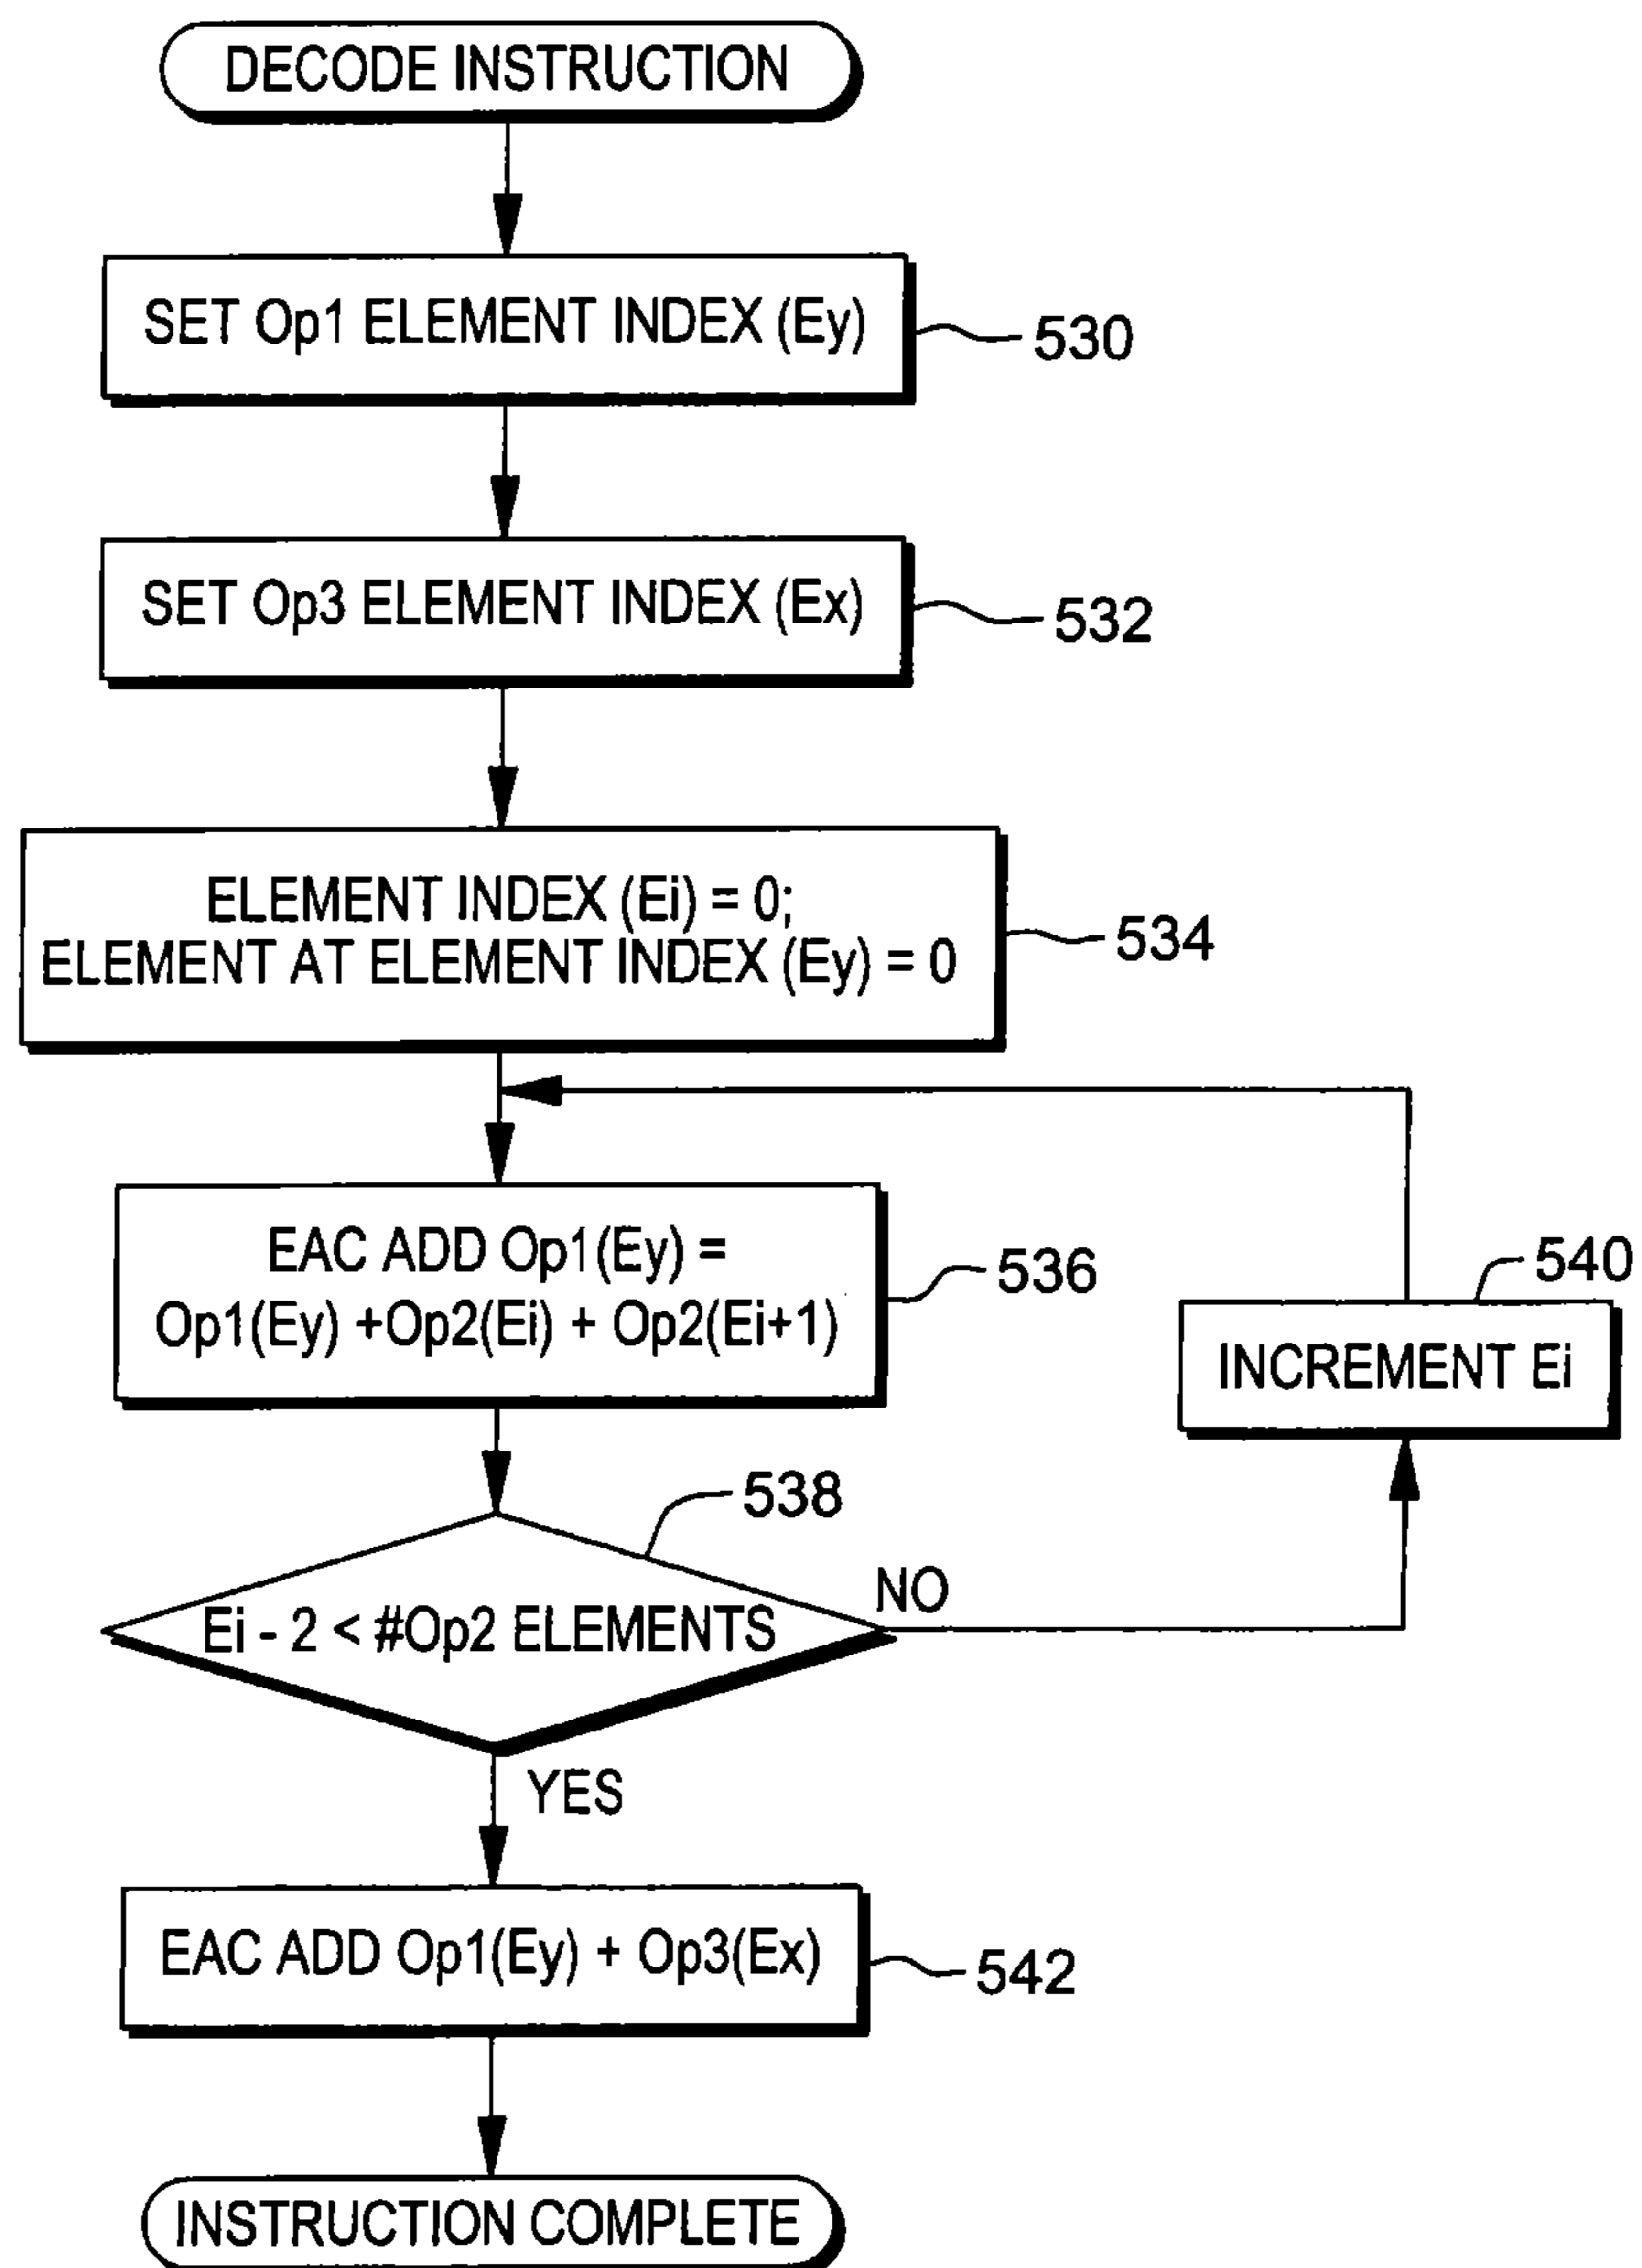 DECODE INSTRUCTION
SET Op1 ELEMENT INDEX (Ey)
530
SET Op3 ELEMENT INDEX (Ex)
532
ELEMENT INDEX (Ei) = 0;
ELEMENT AT ELEMENT INDEX (Ey) = 0
534
EAC ADD Op1(Ey) =
Op1(Ey) +Op2(Ei) + Op2(Ei+1)
536
540
INCREMENT Ei
538
Ei - 2 < #Op2 ELEMENTS
NO
YES
EAC ADD Op1(Ey) + Op3(Ex)
542
INSTRUCTION COMPLETE